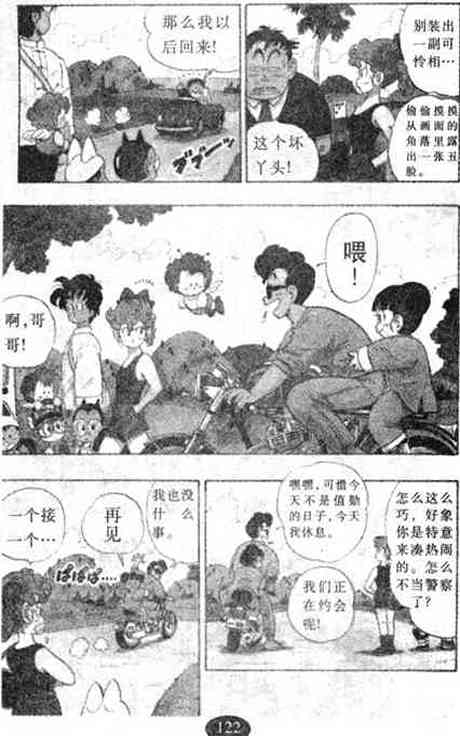 别装出
一副可
怜相…
偷偷摸摸
从画面的
角落里露
出一张丑
脸。
这个坏
丫头!
那么我以
后回来!
喂!
啊,哥
哥!
怎么这么
巧,好象
你是特意
来凑热闹
的。怎么
不当警察
了?
嘿嘿,可惜今
天不是值勤
的日子,今天
我休息。
我们正
在约会
呢!
我也没
什么
事。
再
见
ぱぱぱ....
一个接
一个…
122